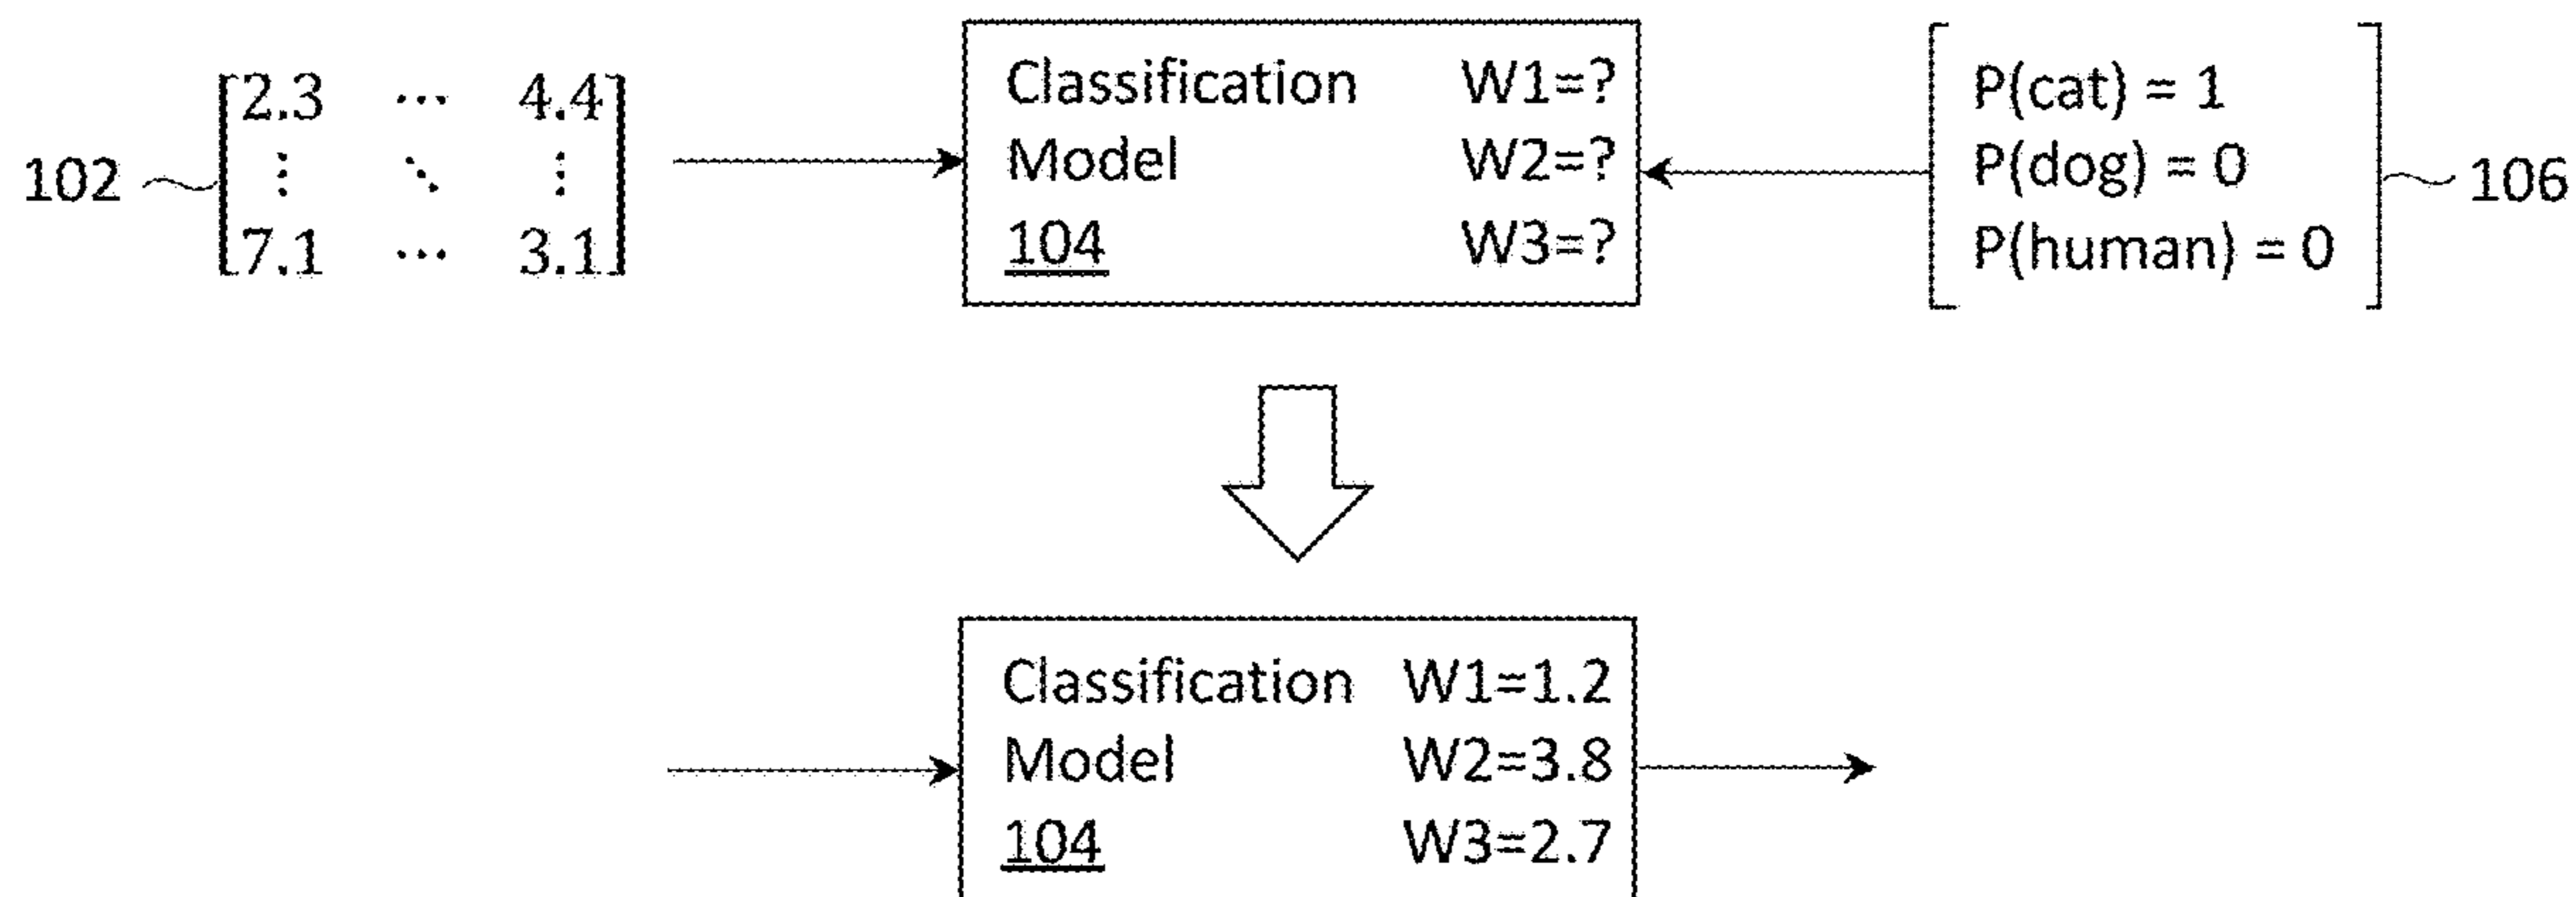 2.3 ⋯ 4.4
102 ⋮ ⋱ ⋮
7.1 ⋯ 3.1
Classification W1=?
Model W2=?
104 W3=?
P(cat) = 1
P(dog) = 0
P(human) = 0
106
Classification W1=1.2
Model W2=3.8
104 W3=2.7